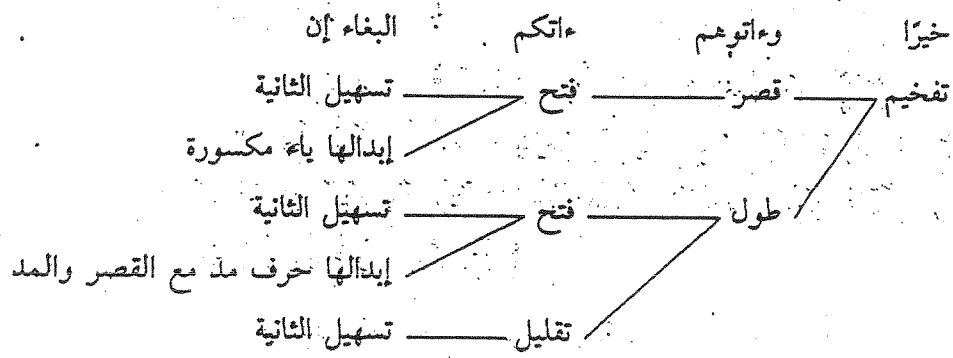 خيرًا وءاتوهم ءاتكم البغاء إن
تفخيم قصر فتح تسهيل الثانية
إبدالها ياء مكسورة
طول فتح تسهيل الثانية
إبدالها حرف مد مع القصر والمد
تقليل تسهيل الثانية